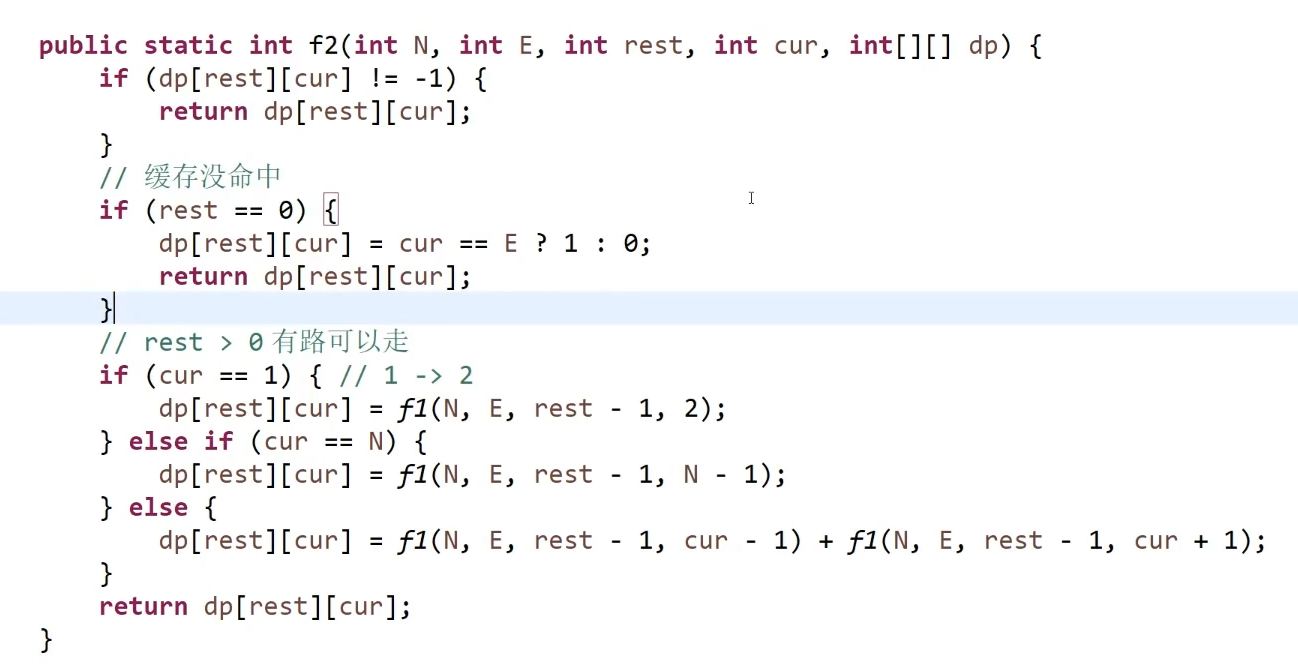 public static int f2(int N, int E, int rest, int cur, int[][] dp) {
    if (dp[rest][cur] != -1) {
        return dp[rest][cur];
    }
    // 缓存没命中
    if (rest == 0) {
        dp[rest][cur] = cur == E ? 1 : 0;
        return dp[rest][cur];
    }
    // rest > 0 有路可以走
    if (cur == 1) { // 1 -> 2
        dp[rest][cur] = f1(N, E, rest - 1, 2);
    } else if (cur == N) {
        dp[rest][cur] = f1(N, E, rest - 1, N - 1);
    } else {
        dp[rest][cur] = f1(N, E, rest - 1, cur - 1) + f1(N, E, rest - 1, cur + 1);
    }
    return dp[rest][cur];
}